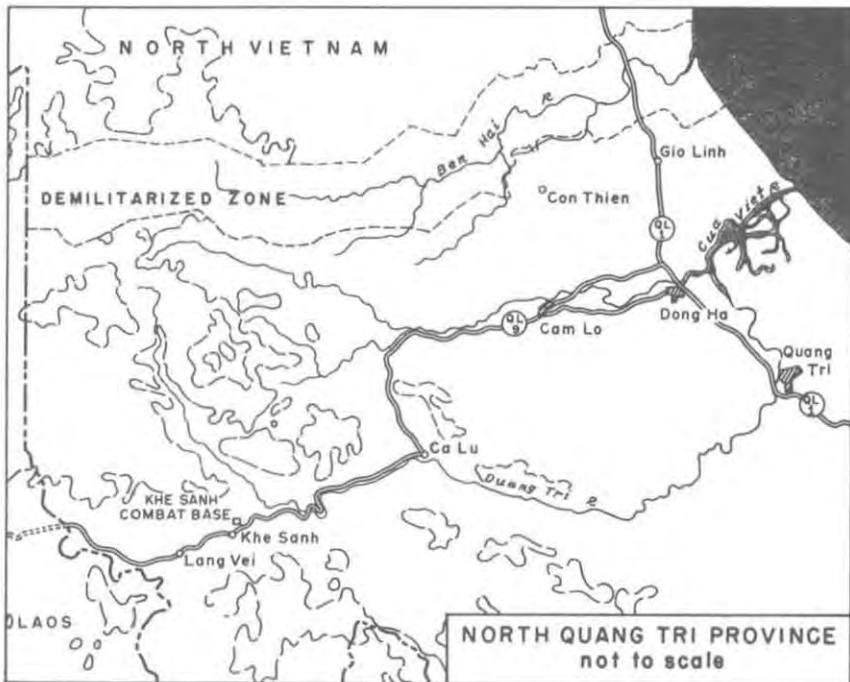 NORTH VIETNAM
Ben Hai R
DEMILITARIZED ZONE
Gio Linh
Con Thien
QL
1
Cua Viet R
QL
9
Cam Lo
Dong Ha
Quang
Tri
QL
1
Ca Lu
Quang Tri R
KHE SANH
COMBAT BASE
Khe Sanh
Lang Vei
LAOS
NORTH QUANG TRI PROVINCE
not to scale